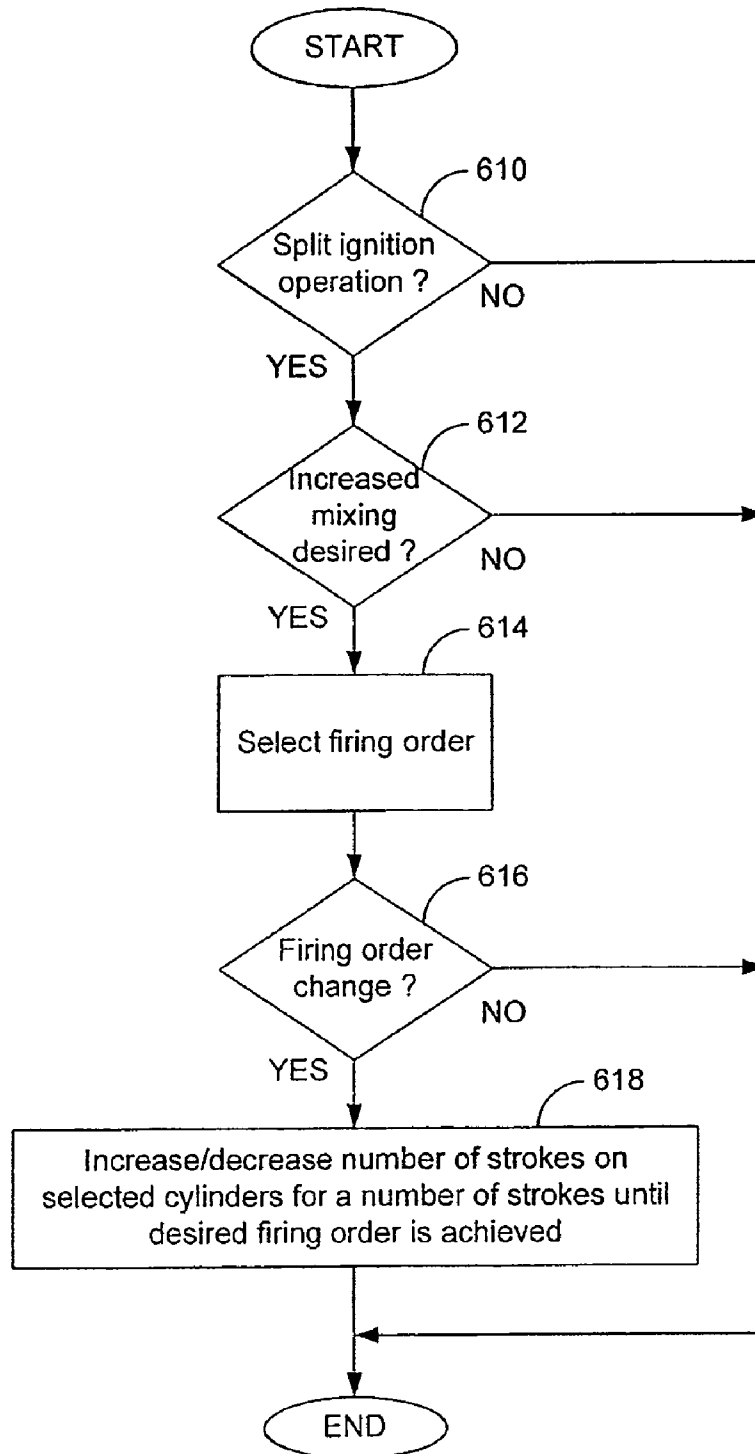 START
610
Split ignition
operation ?
NO
YES
612
Increased
mixing
desired ?
NO
YES
614
Select firing order
616
Firing order
change ?
NO
YES
618
Increase/decrease number of strokes on
selected cylinders for a number of strokes until
desired firing order is achieved
END